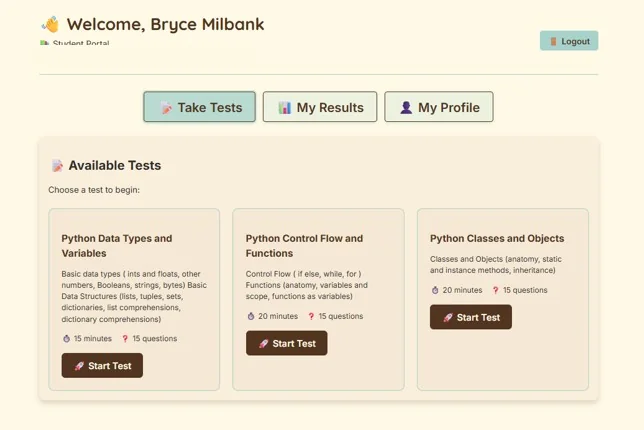 Welcome, Bryce Milbank
Student Portal
Logout
Take Tests
My Results
My Profile
Available Tests
Choose a test to begin:
Python Data Types and
Variables
Basic data types ( ints and floats, other
numbers, Booleans, strings, bytes) Basic
Data Structures (lists, tuples, sets,
dictionaries, list comprehensions,
dictionary comprehensions)
15 minutes 15 questions
Start Test
Python Control Flow and
Functions
Control Flow ( if else, while, for )
Functions (anatomy, variables and
scope, functions as variables)
20 minutes 15 questions
Start Test
Python Classes and Objects
Classes and Objects (anatomy, static
and instance methods, inheritance)
20 minutes 15 questions
Start Test